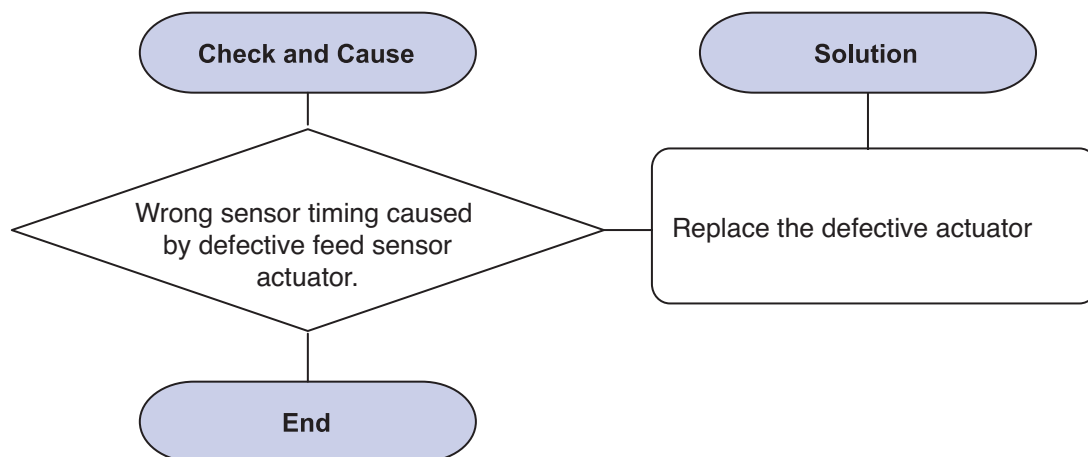 Check and Cause
Solution
Wrong sensor timing caused
by defective feed sensor
actuator.
Replace the defective actuator
End